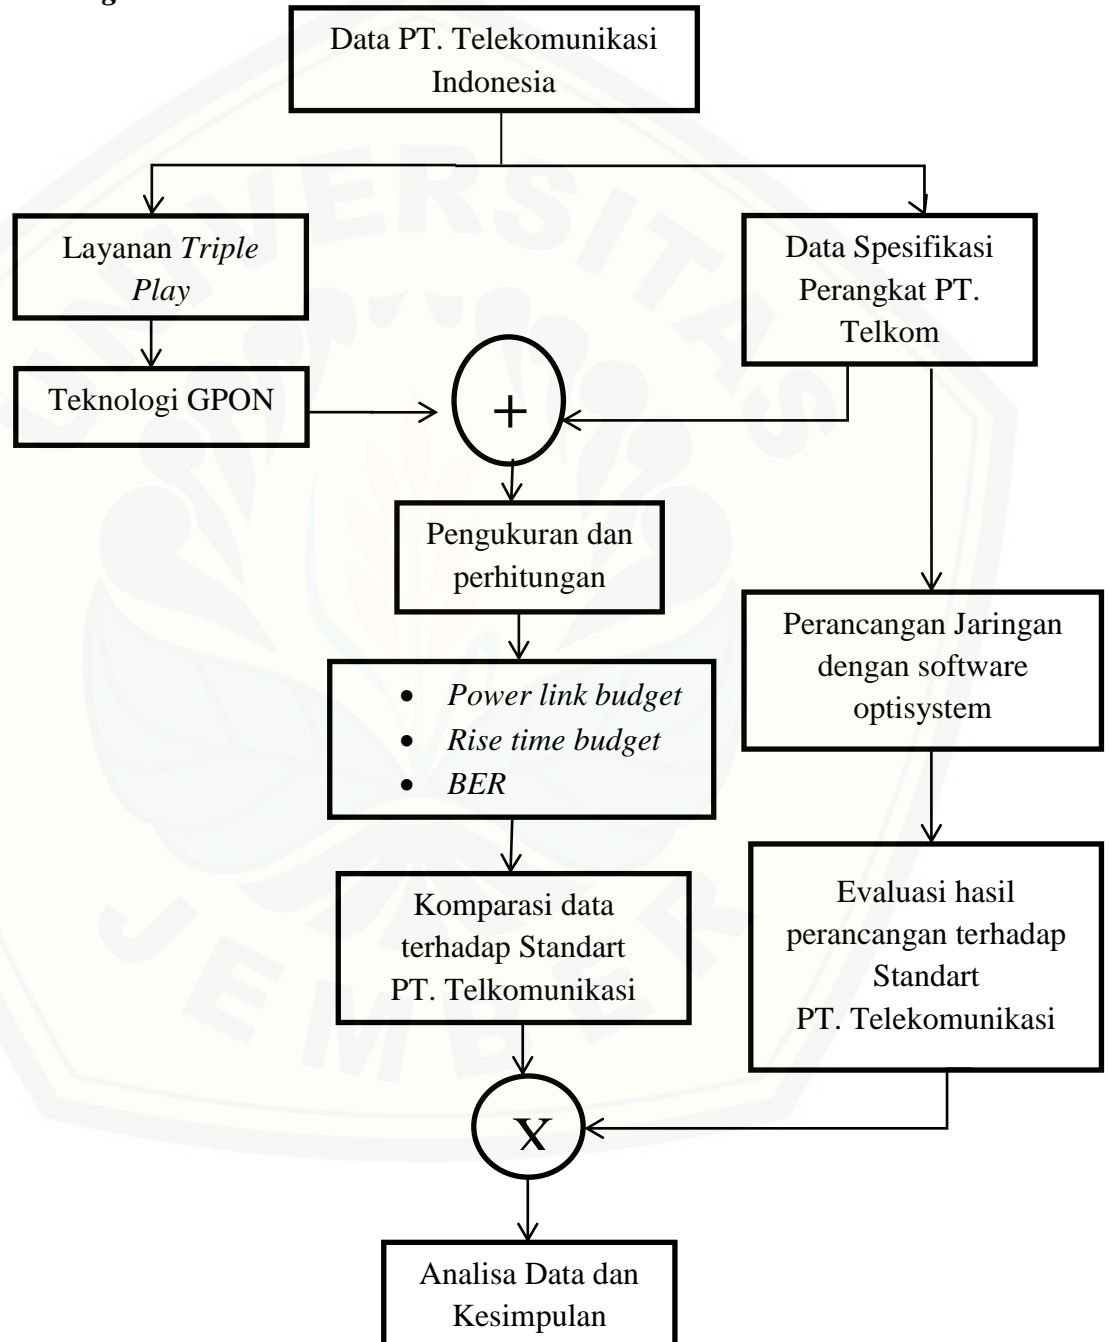 Data PT. Telekomunikasi
Indonesia
Layanan Triple
Play
Data Spesifikasi
Perangkat PT.
Telkom
Teknologi GPON
+
Pengukuran dan
perhitungan
Perancangan Jaringan
dengan software
optisystem
• Power link budget
• Rise time budget
• BER
Komparasi data
terhadap Standart
PT. Telkomunikasi
Evaluasi hasil
perancangan terhadap
Standart
PT. Telekomunikasi
X
Analisa Data dan
Kesimpulan
UNIVERSITAS
JEMBER